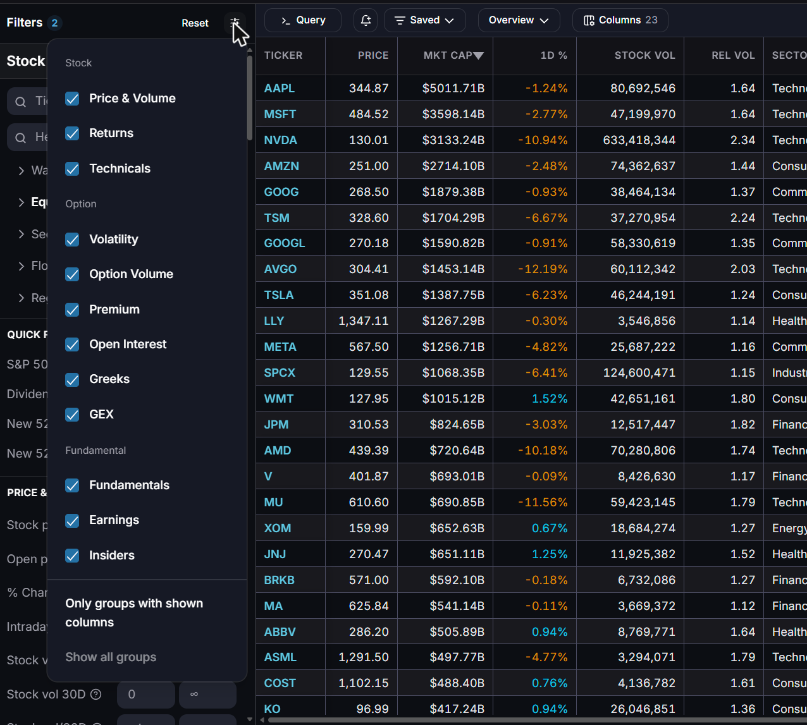 Filters 2 Reset
Query Saved Overview Columns 23
Stock
Stock
Price & Volume
Returns
Technicals
Option
Volatility
Option Volume
Premium
Open Interest
Greeks
GEX
Fundamental
Fundamentals
Earnings
Insiders
Only groups with shown
columns
Show all groups
S&P 50
New 52
New 52
PRICE &
Stock p
Open p
Stock v
Stock vol 30D 0 ∞
TICKER PRICE MKT CAP 1D % STOCK VOL REL VOL SECTO
AAPL 344.87 $5011.71B -1.24% 80,692,546 1.64 Techn
MSFT 484.52 $3598.14B -2.77% 47,199,970 1.64 Techn
NVDA 130.01 $3133.24B -10.94% 633,418,344 2.34 Techn
AMZN 251.00 $2714.10B -2.48% 74,362,637 1.44 Consu
GOOG 268.50 $1879.38B -0.93% 38,464,134 1.37 Comm
TSM 328.60 $1704.29B -6.67% 37,270,954 2.24 Techn
GOOGL 270.18 $1590.82B -0.91% 58,330,619 1.35 Comm
AVGO 304.41 $1453.14B -12.19% 60,112,342 2.03 Techn
TSLA 351.08 $1387.75B -6.23% 46,244,191 1.24 Consu
LLY 1,347.11 $1267.29B -0.30% 3,546,856 1.14 Health
META 567.50 $1256.71B -4.82% 25,687,222 1.16 Comm
SPCX 129.55 $1068.35B -6.41% 124,600,471 1.15 Indust
WMT 127.95 $1015.12B 1.52% 42,651,161 1.80 Consu
JPM 310.53 $824.65B -3.03% 12,517,447 1.82 Financ
AMD 439.39 $720.64B -10.18% 70,280,806 1.74 Techn
V 401.87 $693.01B -0.09% 8,426,630 1.17 Financ
MU 610.60 $690.85B -11.56% 59,423,145 1.79 Techn
XOM 159.99 $652.63B 0.67% 18,684,274 1.27 Energy
JNJ 270.47 $651.11B 1.25% 11,925,382 1.52 Health
BRKB 571.00 $592.10B -0.18% 6,732,086 1.27 Financ
MA 625.84 $541.14B -0.11% 3,669,372 1.12 Financ
ABBV 286.20 $505.89B 0.94% 8,769,771 1.64 Health
ASML 1,291.50 $497.77B -4.77% 3,294,071 1.79 Techn
COST 1,102.15 $488.40B 0.76% 4,136,782 1.61 Consu
KO 96.99 $417.24B 0.94% 26,046,851 1.36 Consu